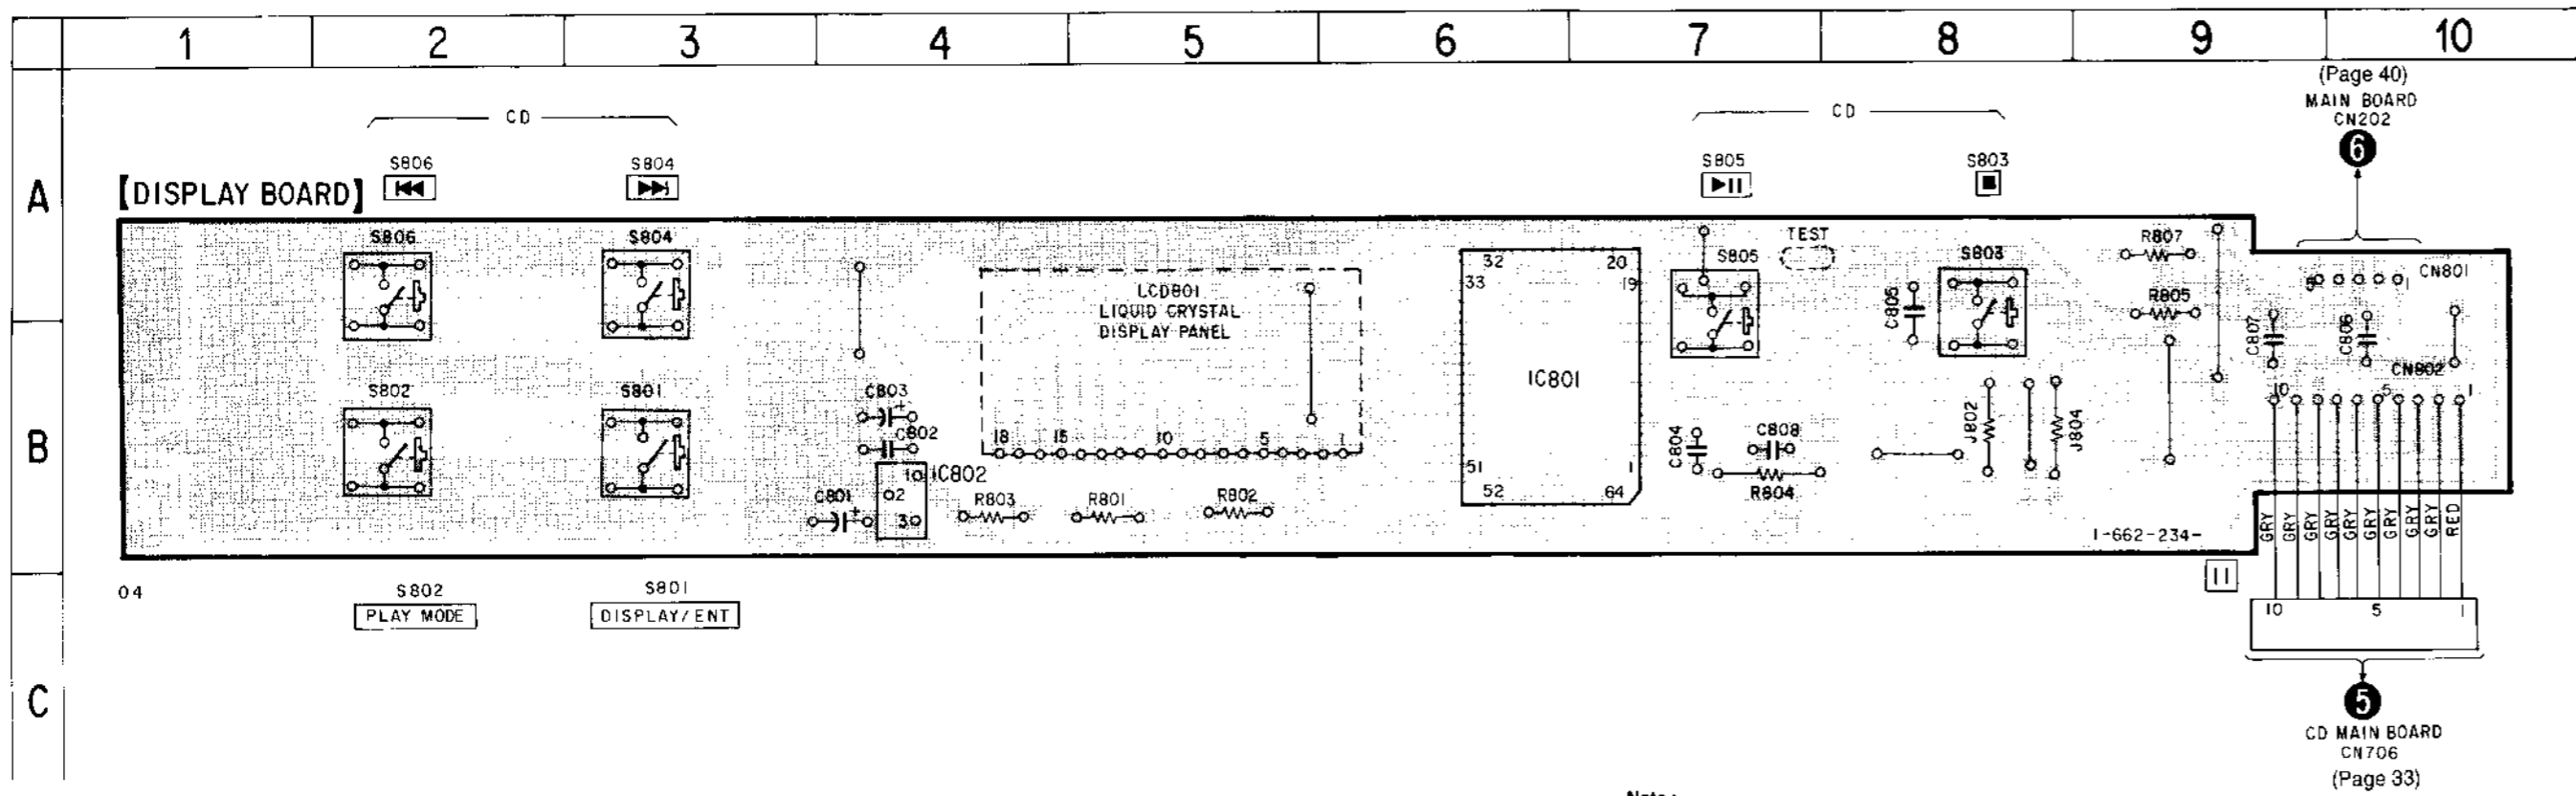 1 2 3 4 5 6 7 8 9 10
(Page 40)
MAIN BOARD
CN202
6
CD CD
S806 S804 S805 S803
A
[DISPLAY BOARD]
S806 S804 S805 TEST S803 R807 CN801
32 20
33 19
LCD801
LIQUID CRYSTAL
DISPLAY PANEL
C805 R805 C807 C806
1
IC801
CN802
S802 S801 C803
10 5 1
C802
18 15 10 5 1
J802 J804
B
C804 C808
51 1
1 IC802
2
3
C801 R803 R801 R802
52 64
R804
1-662-234-
GRY GRY GRY GRY GRY GRY GRY GRY RED
11
04
S802 S801
PLAY MODE DISPLAY/ENT
10 5 1
C
5
CD MAIN BOARD
CN706
(Page 33)